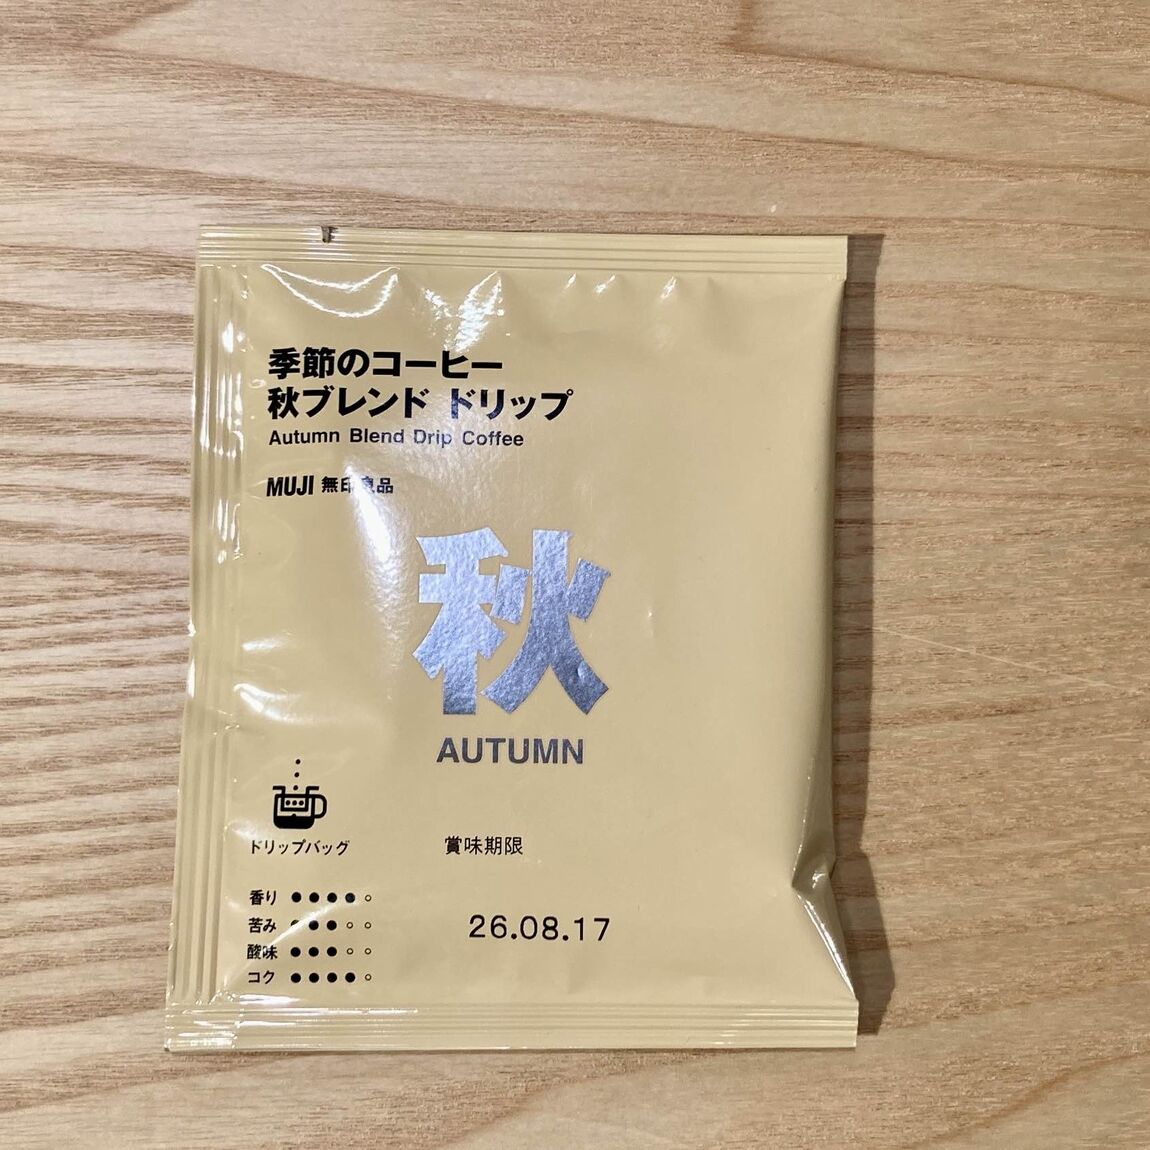 季節のコーヒー
秋ブレンド ドリップ
Autumn Blend Drip Coffee
MUJI 無印良品
秋
AUTUMN
ドリップバッグ
賞味期限
香り ●●●●○
苦み ●●●○○
酸味 ●●●○○
コク ●●●●○
26.08.17